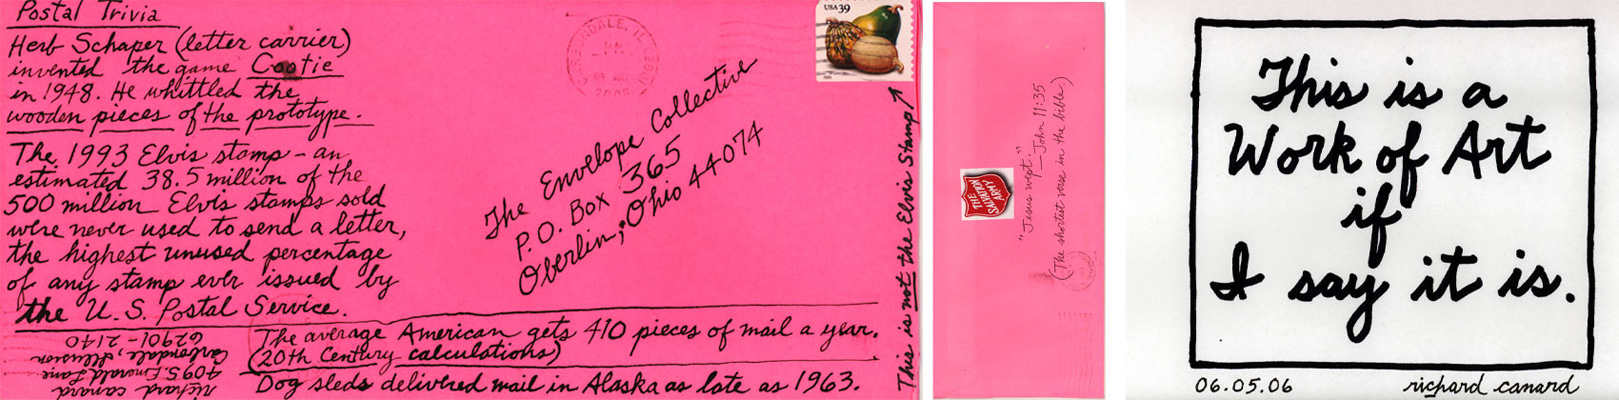 Postal Trivia
Herb Schaper (letter carrier)
invented the game Cootie
in 1948. He whittled the
wooden pieces of the prototype.
The 1993 Elvis stamp - an
estimated 38.5 million of the
500 million Elvis stamps sold
were never used to send a letter,
the highest unused percentage
of any stamp ever issued by
the U.S. Postal Service.
The average American gets 410 pieces of mail a year.
(20th Century calculations)
Dog sleds delivered mail in Alaska as late as 1963.
richard canard
409 S. Emerald Lane
Carbondale, Illusion
62901-2140
The Envelope Collective
P.O. Box 365
Oberlin, Ohio 44074
USA 39
This is not the Elvis Stamp
"Jesus wept."
—John 11:35
(The shortest verse in the bible)
THE
SALVATION
ARMY
This is a
Work of Art
if
I say it is.
06.05.06
richard canard